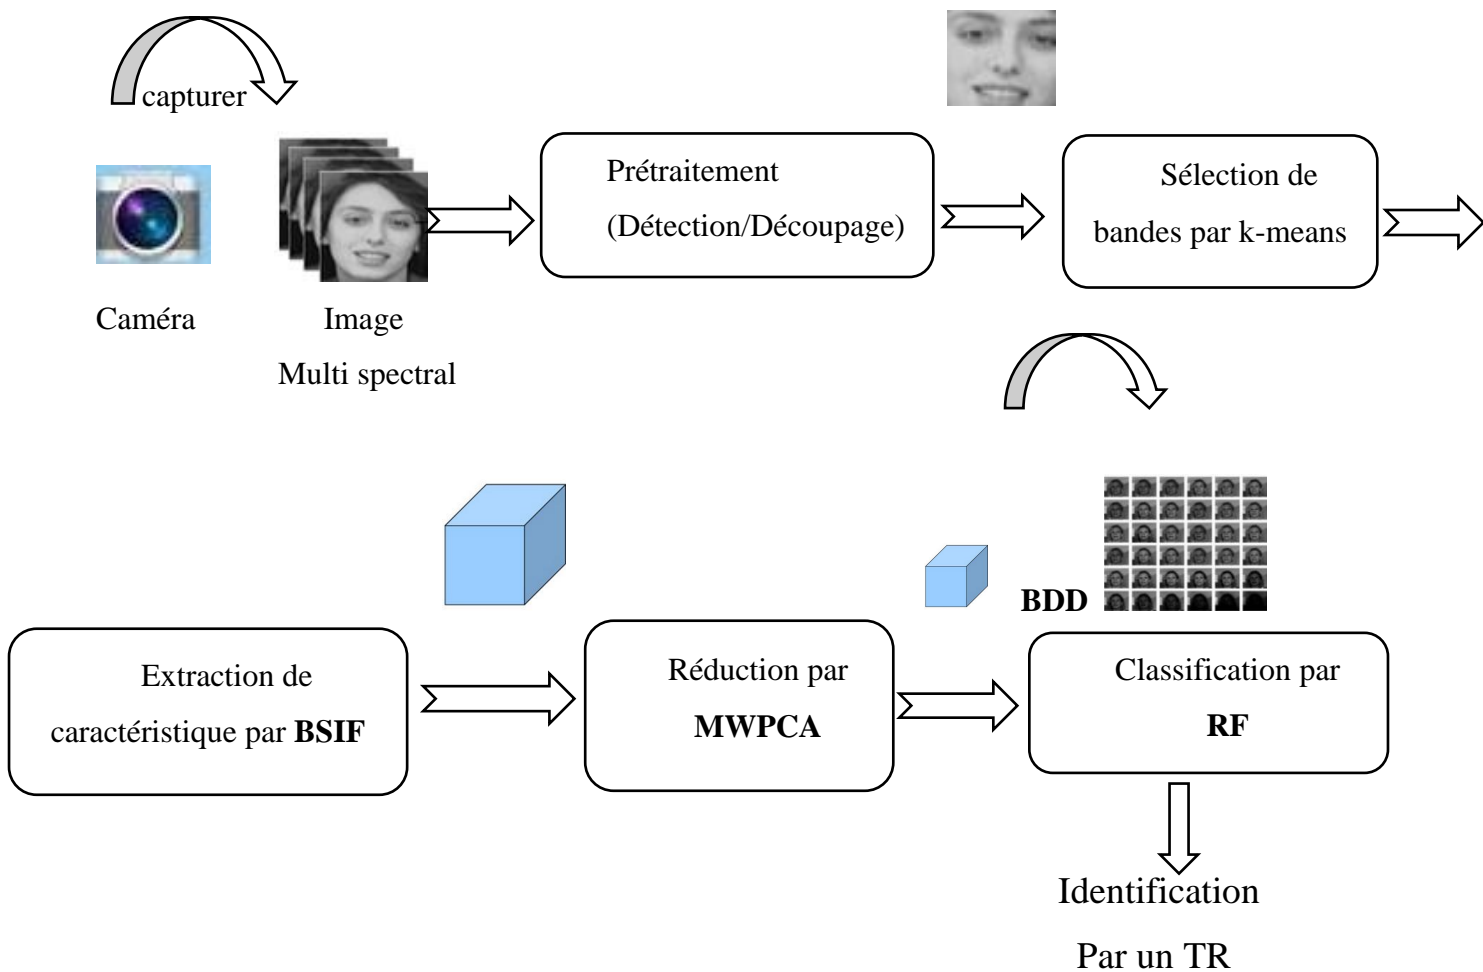 capturer
Caméra
Image
Multi spectral
Prétraitement
(Détection/Découpage)
Sélection de
bandes par k-means
Extraction de
caractéristique par BSIF
Réduction par
MWPCA
BDD
Classification par
RF
Identification
Par un TR